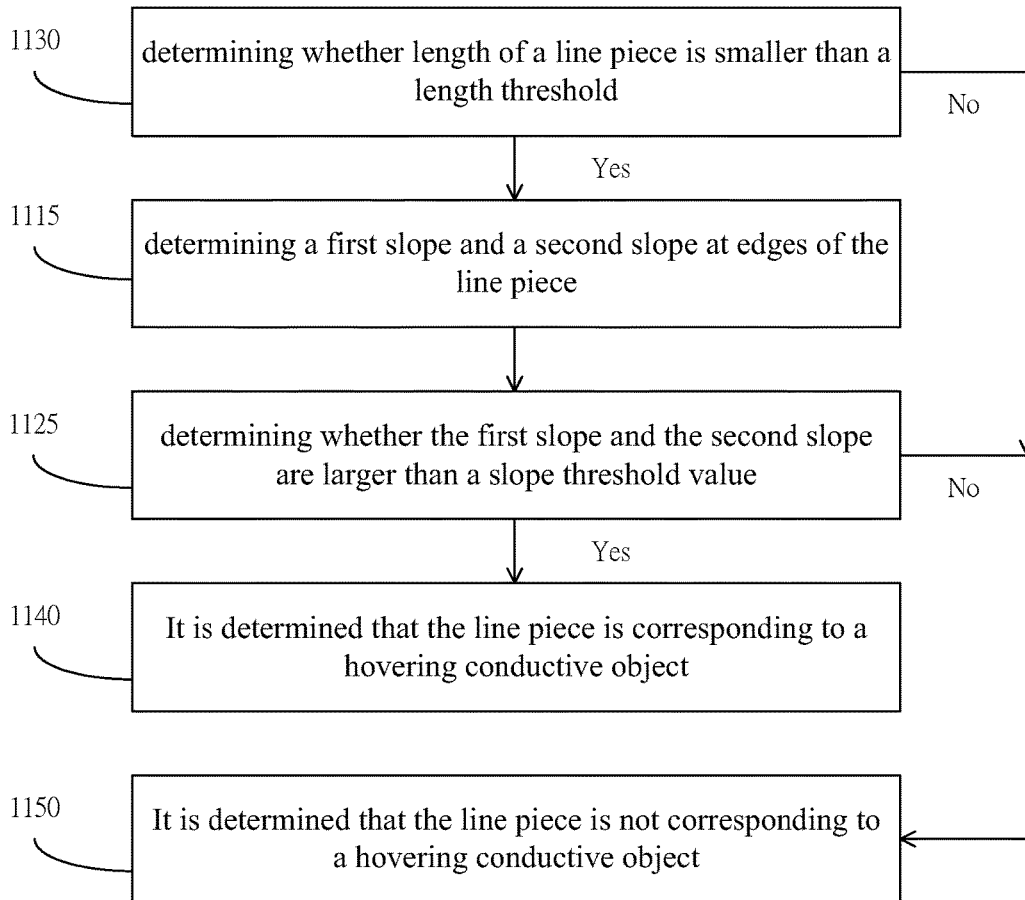 1130
determining whether length of a line piece is smaller than a
length threshold
No
Yes
1115
determining a first slope and a second slope at edges of the
line piece
1125
determining whether the first slope and the second slope
are larger than a slope threshold value
No
Yes
1140
It is determined that the line piece is corresponding to a
hovering conductive object
1150
It is determined that the line piece is not corresponding to
a hovering conductive object